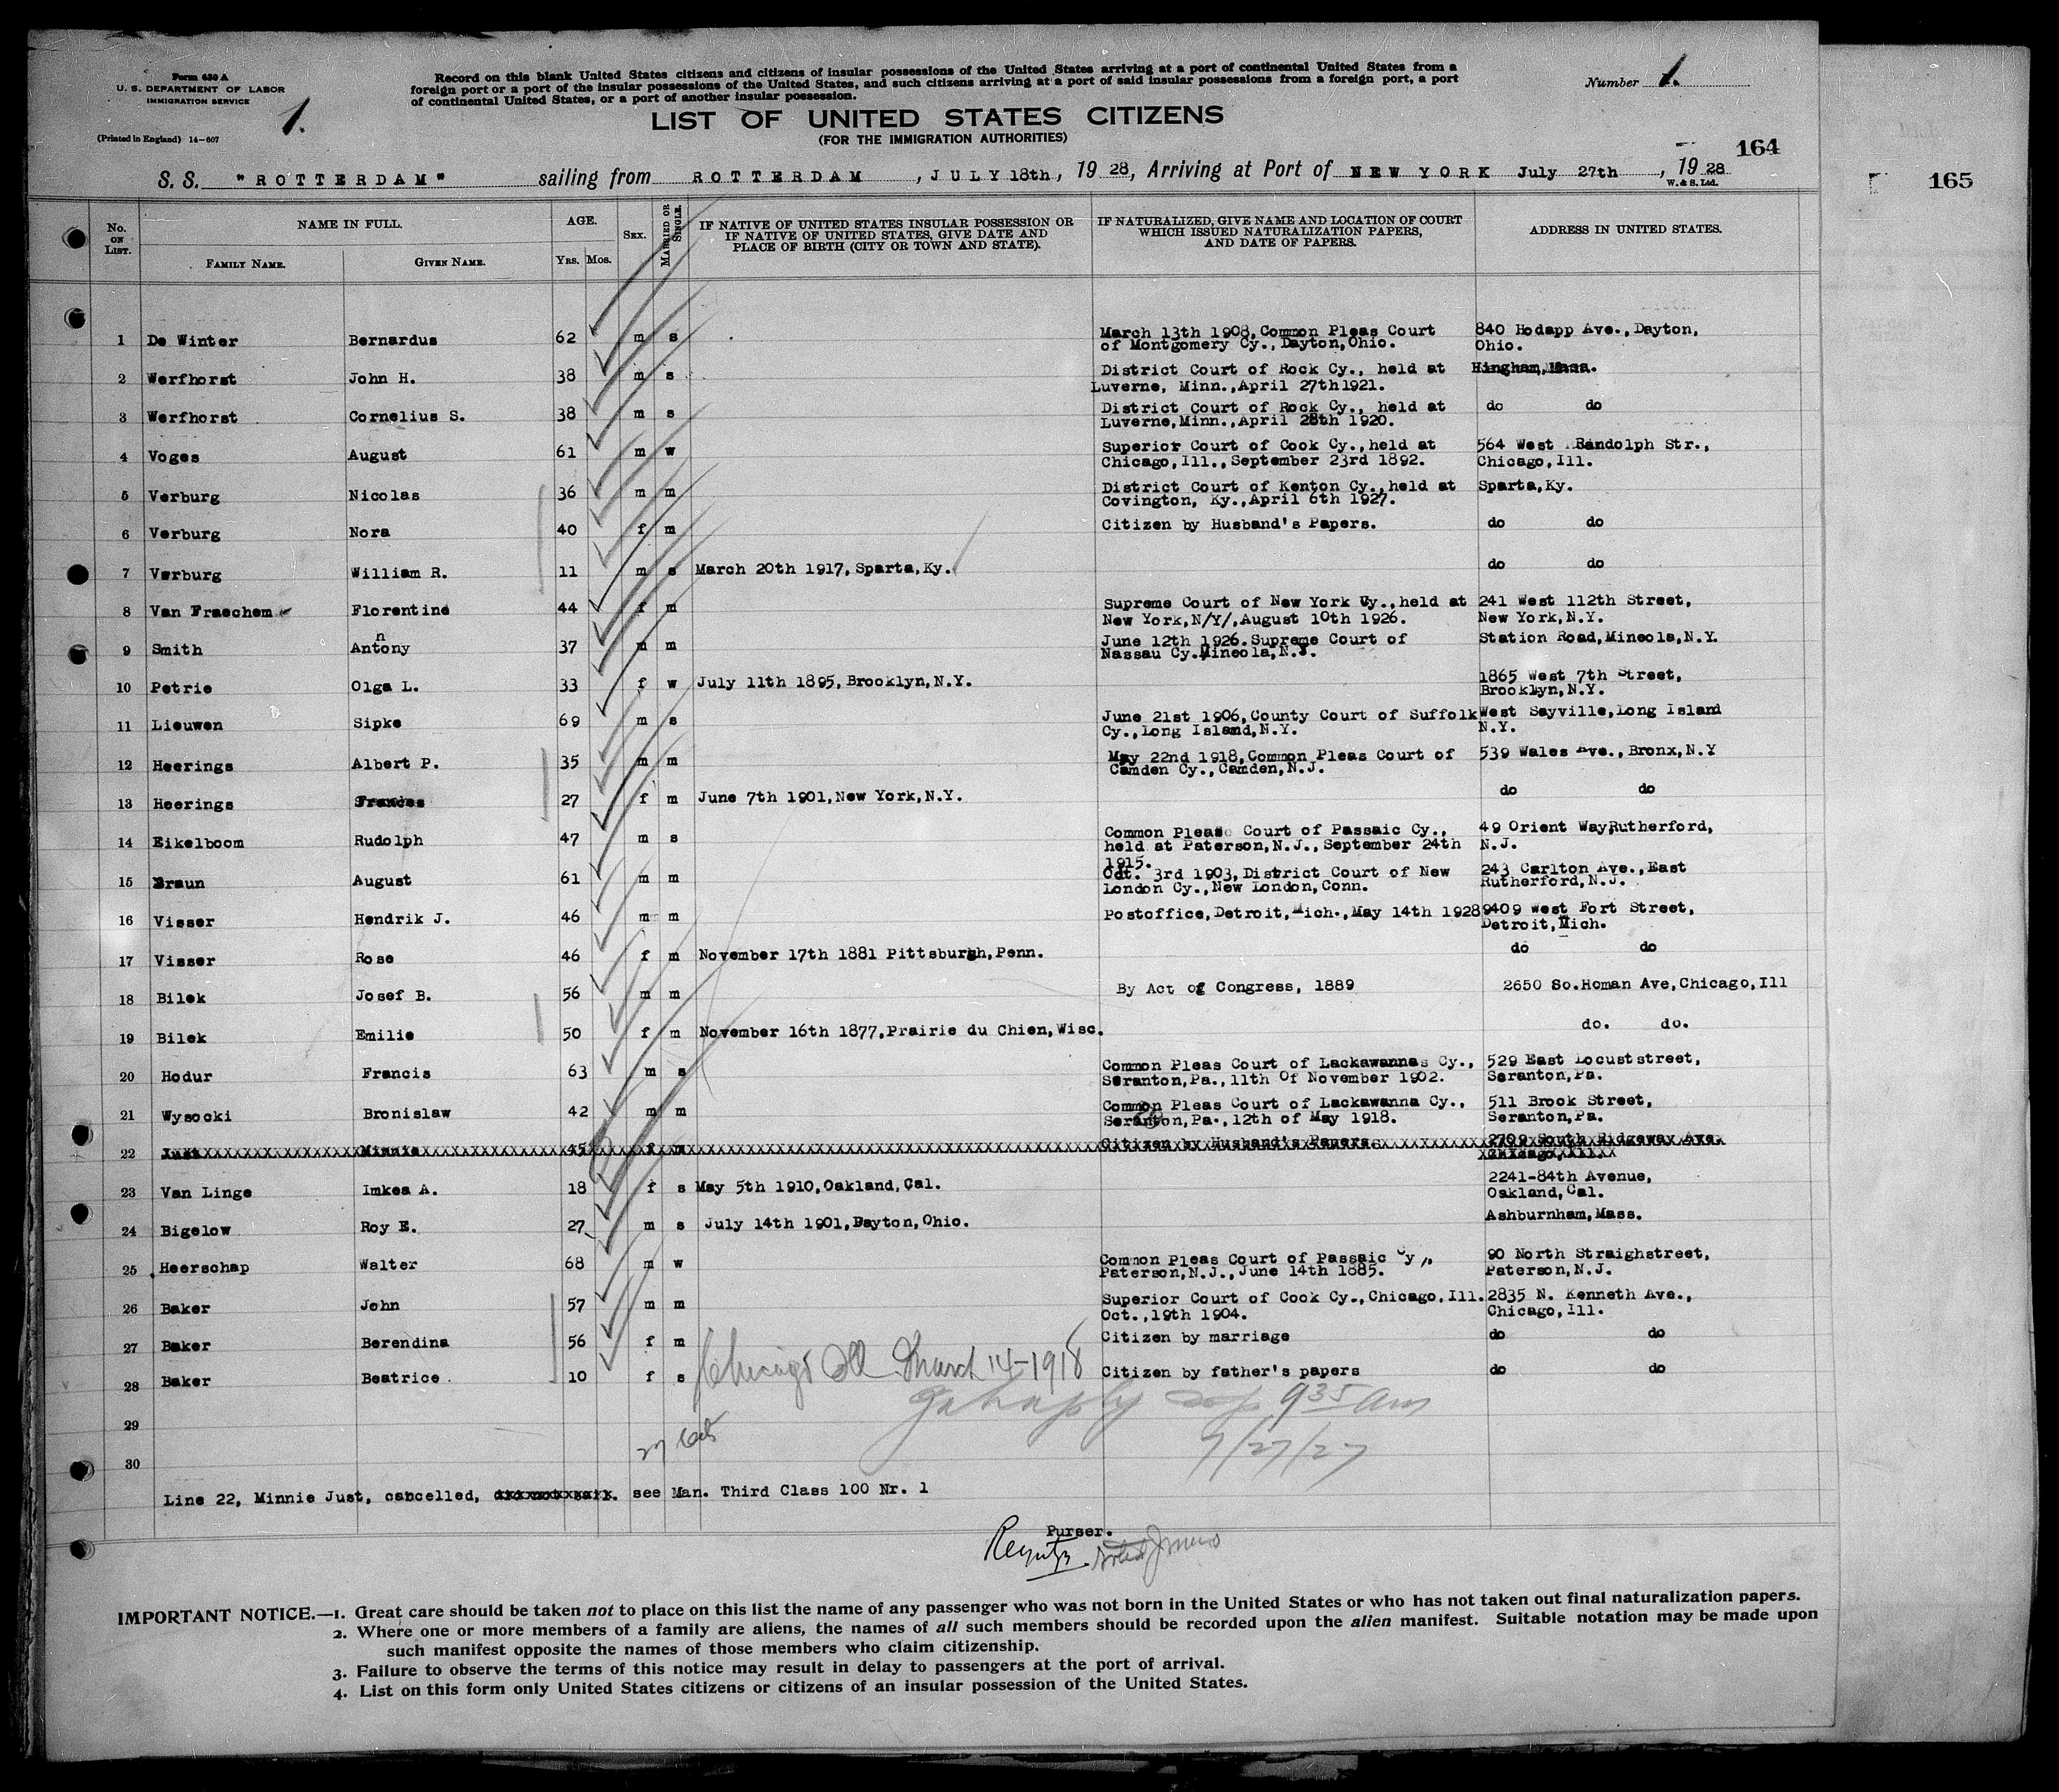 Form 630 A
U. S. DEPARTMENT OF LABOR
IMMIGRATION SERVICE
(Printed in England) 14-607
1.
Record on this blank United States citizens and citizens of insular possessions of the United States arriving at a port of continental United States from a
foreign port or a port of the insular possessions of the United States, and such citizens arriving at a port of said insular possessions from a foreign port, a port
of continental United States, or a port of another insular possession.
Number 1.
LIST OF UNITED STATES CITIZENS
(FOR THE IMMIGRATION AUTHORITIES)
164
165
S. S. "ROTTERDAM" sailing from ROTTERDAM, JULY 18th, 1928, Arriving at Port of NEW YORK July 27th, 1928
W. & S. Ltd.
No. ON LIST. NAME IN FULL. FAMILY NAME. GIVEN NAME. AGE. YRS. MOS. SEX. MARRIED OR SINGLE. IF NATIVE OF UNITED STATES INSULAR POSSESSION OR IF NATIVE OF UNITED STATES, GIVE DATE AND PLACE OF BIRTH (CITY OR TOWN AND STATE). IF NATURALIZED, GIVE NAME AND LOCATION OF COURT WHICH ISSUED NATURALIZATION PAPERS, AND DATE OF PAPERS. ADDRESS IN UNITED STATES.
1 De Winter Bernardus 62 m s March 13th 1908, Common Pleas Court 840 Hodapp Ave., Dayton,
of Montgomery Cy., Dayton, Ohio. Ohio.
2 Werfhorst John H. 38 m s District Court of Rock Cy., held at Hingham, Mass.
Luverne, Minn., April 27th 1921.
3 Werfhorst Cornelius S. 38 m s District Court of Rock Cy., held at do do
Luverne, Minn., April 28th 1920.
4 Voges August 61 m w Superior Court of Cook Cy., held at 564 West Randolph Str.,
Chicago, Ill., September 23rd 1892. Chicago, Ill.
5 Verburg Nicolas 36 m m District Court of Kenton Cy., held at Sparta, Ky.
Covington, Ky., April 6th 1927.
6 Verburg Nora 40 f m Citizen by Husband's Papers. do do
7 Verburg William R. 11 m s March 20th 1917, Sparta, Ky. do do
8 Van Fraechem Florentine 44 f m Supreme Court of New York Cy., held at 241 West 112th Street,
New York, N/Y/, August 10th 1926. New York, N.Y.
9 Smith Antony n 37 m m June 12th 1926. Supreme Court of Station Road, Mineola, N.Y.
Nassau Cy. Mineola, N.Y.
10 Petrie Olga L. 33 f w July 11th 1895, Brooklyn, N.Y. 1865 West 7th Street,
Brooklyn, N.Y.
11 Lieuwen Sipke 69 m s June 21st 1906, County Court of Suffolk West Sayville, Long Island
Cy., Long Island, N.Y. N.Y.
12 Heerings Albert P. 35 m m May 22nd 1918, Common Pleas Court of 539 Wales Ave., Bronx, N.Y
Camden Cy., Camden, N.J.
13 Heerings Frances 27 f m June 7th 1901, New York, N.Y. do do
14 Eikelboom Rudolph 47 m s Common Please Court of Passaic Cy., 49 Orient Way, Rutherford,
held at Paterson, N.J., September 24th N.J.
1915.
15 Braun August 61 m m Oct. 3rd 1903, District Court of New 243 Carlton Ave., East
London Cy., New London, Conn. Rutherford, N.J.
16 Visser Hendrik J. 46 m m Postoffice, Detroit, Mich., May 14th 1928 9409 West Fort Street,
Detroit, Mich.
17 Visser Rose 46 f m November 17th 1881 Pittsburgh, Penn. do do
18 Bilek Josef B. 56 m m By Act of Congress, 1889 2650 So. Homan Ave, Chicago, Ill
19 Bilek Emilie 50 f m November 16th 1877, Prairie du Chien, Wisc. do. do.
20 Hodur Francis 63 m s Common Pleas Court of Lackawannes Cy., 529 East Locuststreet,
Seranton, Pa., 11th Of November 1902. Seranton, Pa.
21 Wysocki Bronislaw 42 m m Common Pleas Court of Lackawanna Cy., 511 Brook Street,
Seranton, Pa., 12th of May 1918. Seranton, Pa.
22 Just Minnie 45 f m Citizen by Husband's Papers 2709 South Ridgeway Ave.
Chicago, Ill.
23 Van Linge Imkea A. 18 f s May 5th 1910, Oakland, Cal. 2241-84th Avenue,
Oakland, Cal.
24 Bigelow Roy E. 27 m s July 14th 1901, Dayton, Ohio. Ashburnham, Mass.
25 Heerschap Walter 68 m w Common Pleas Court of Passaic Cy,. 90 North Straighstreet,
Paterson, N.J., June 14th 1885. Paterson, N.J.
26 Baker John 57 m m Superior Court of Cook Cy., Chicago, Ill. 2835 N. Kenneth Ave.,
Oct., 19th 1904. Chicago, Ill.
27 Baker Berendina 56 f m Citizen by marriage do do
28 Baker Beatrice 10 f s Chicago Ill March 14-1918 Citizen by father's papers do do
9 35 am
29
7/27/27
30
Line 22, Minnie Just, cancelled, see Man. Third Class 100 Nr. 1
Purser.
IMPORTANT NOTICE.—1. Great care should be taken not to place on this list the name of any passenger who was not born in the United States or who has not taken out final naturalization papers.
2. Where one or more members of a family are aliens, the names of all such members should be recorded upon the alien manifest. Suitable notation may be made upon
such manifest opposite the names of those members who claim citizenship.
3. Failure to observe the terms of this notice may result in delay to passengers at the port of arrival.
4. List on this form only United States citizens or citizens of an insular possession of the United States.